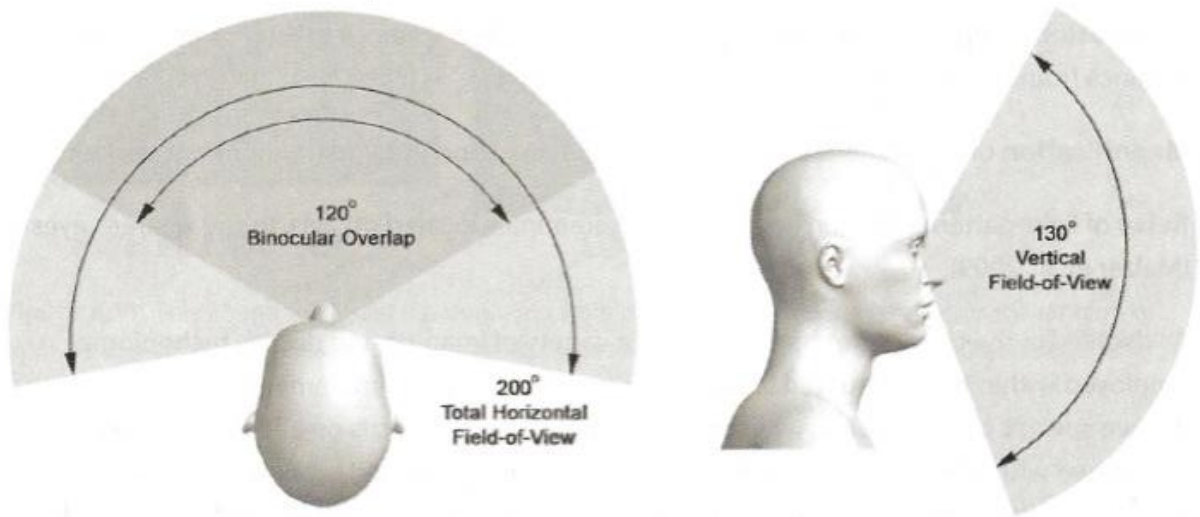 120°
Binocular Overlap
200°
Total Horizontal
Field-of-View
130°
Vertical
Field-of-View